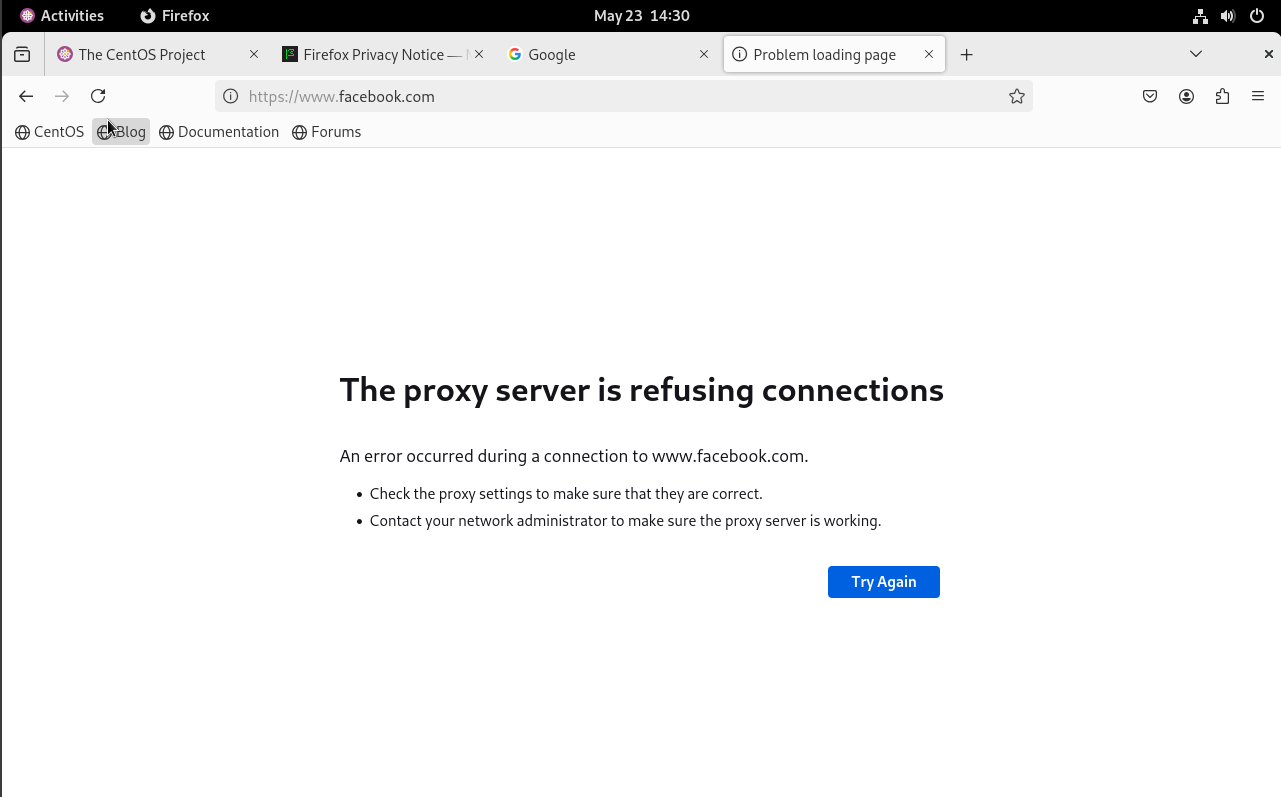 Activities Firefox May 23 14:30
The CentOS Project Firefox Privacy Notice — Google Problem loading page
https://www.facebook.com
CentOS Blog Documentation Forums
The proxy server is refusing connections
An error occurred during a connection to www.facebook.com.
• Check the proxy settings to make sure that they are correct.
• Contact your network administrator to make sure the proxy server is working.
Try Again